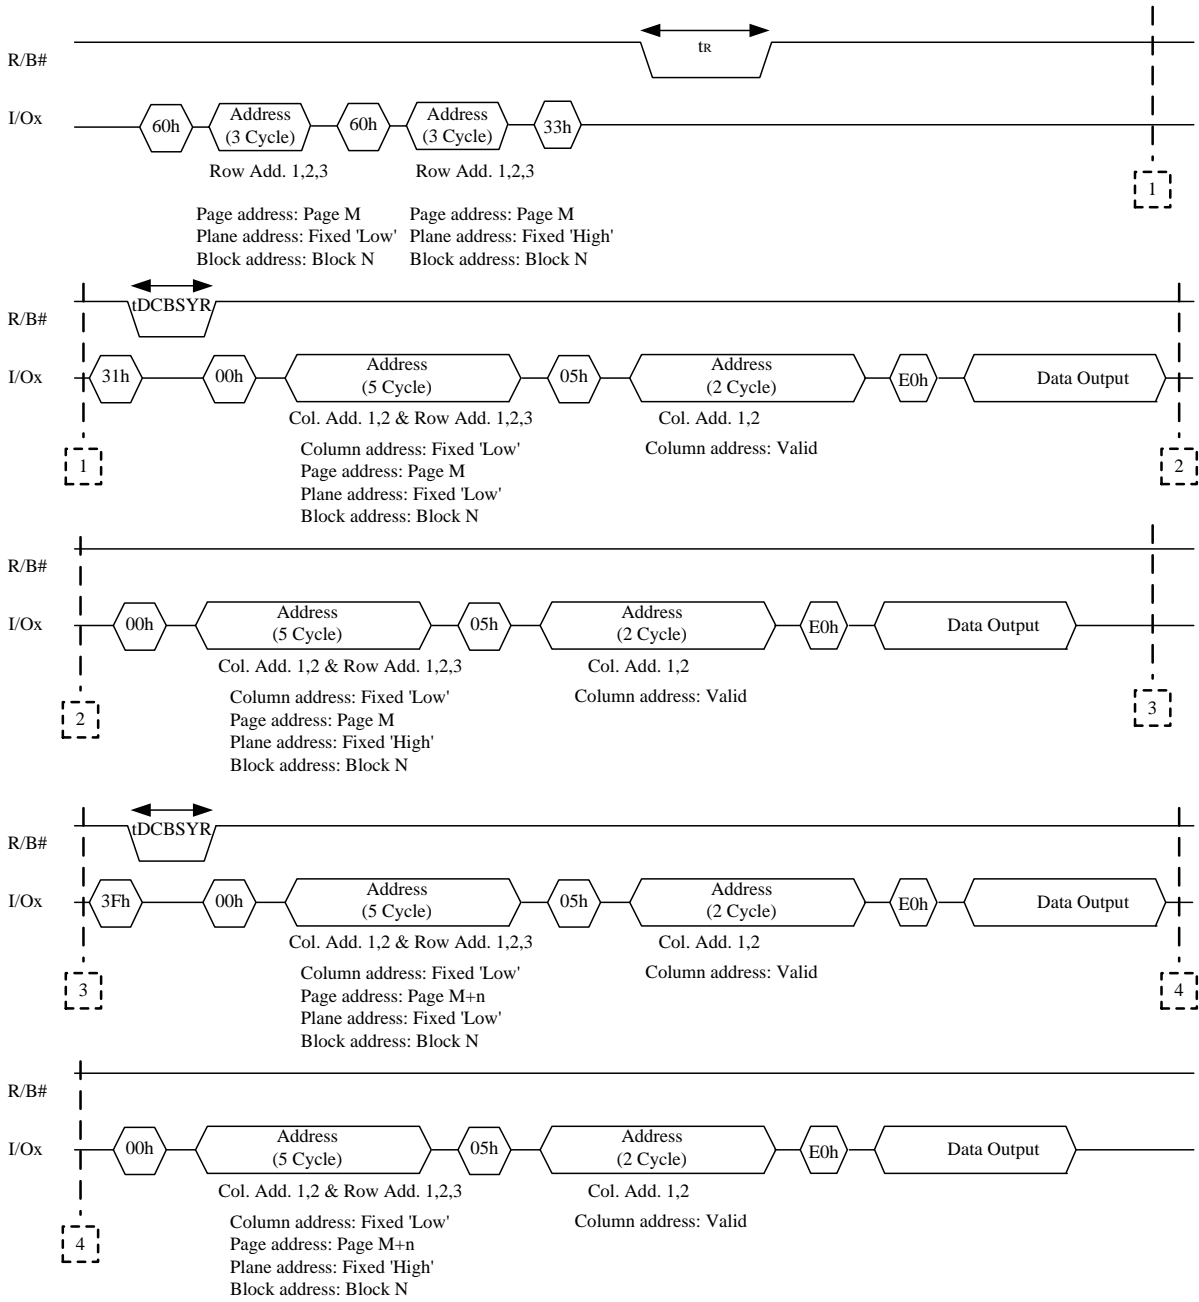 tR
R/B#
I/Ox
60h
Address
(3 Cycle)
60h
Address
(3 Cycle)
33h
Row Add. 1,2,3
Row Add. 1,2,3
1
Page address: Page M
Plane address: Fixed 'Low'
Block address: Block N
Page address: Page M
Plane address: Fixed 'High'
Block address: Block N
tDCBSYR
R/B#
I/Ox
31h
00h
Address
(5 Cycle)
05h
Address
(2 Cycle)
E0h
Data Output
Col. Add. 1,2 & Row Add. 1,2,3
Col. Add. 1,2
Column address: Fixed 'Low'
Page address: Page M
Plane address: Fixed 'Low'
Block address: Block N
Column address: Valid
1
2
R/B#
I/Ox
00h
Address
(5 Cycle)
05h
Address
(2 Cycle)
E0h
Data Output
Col. Add. 1,2 & Row Add. 1,2,3
Col. Add. 1,2
Column address: Fixed 'Low'
Page address: Page M
Plane address: Fixed 'High'
Block address: Block N
Column address: Valid
2
3
tDCBSYR
R/B#
I/Ox
3Fh
00h
Address
(5 Cycle)
05h
Address
(2 Cycle)
E0h
Data Output
Col. Add. 1,2 & Row Add. 1,2,3
Col. Add. 1,2
Column address: Fixed 'Low'
Page address: Page M+n
Plane address: Fixed 'Low'
Block address: Block N
Column address: Valid
3
4
R/B#
I/Ox
00h
Address
(5 Cycle)
05h
Address
(2 Cycle)
E0h
Data Output
Col. Add. 1,2 & Row Add. 1,2,3
Col. Add. 1,2
Column address: Fixed 'Low'
Page address: Page M+n
Plane address: Fixed 'High'
Block address: Block N
Column address: Valid
4